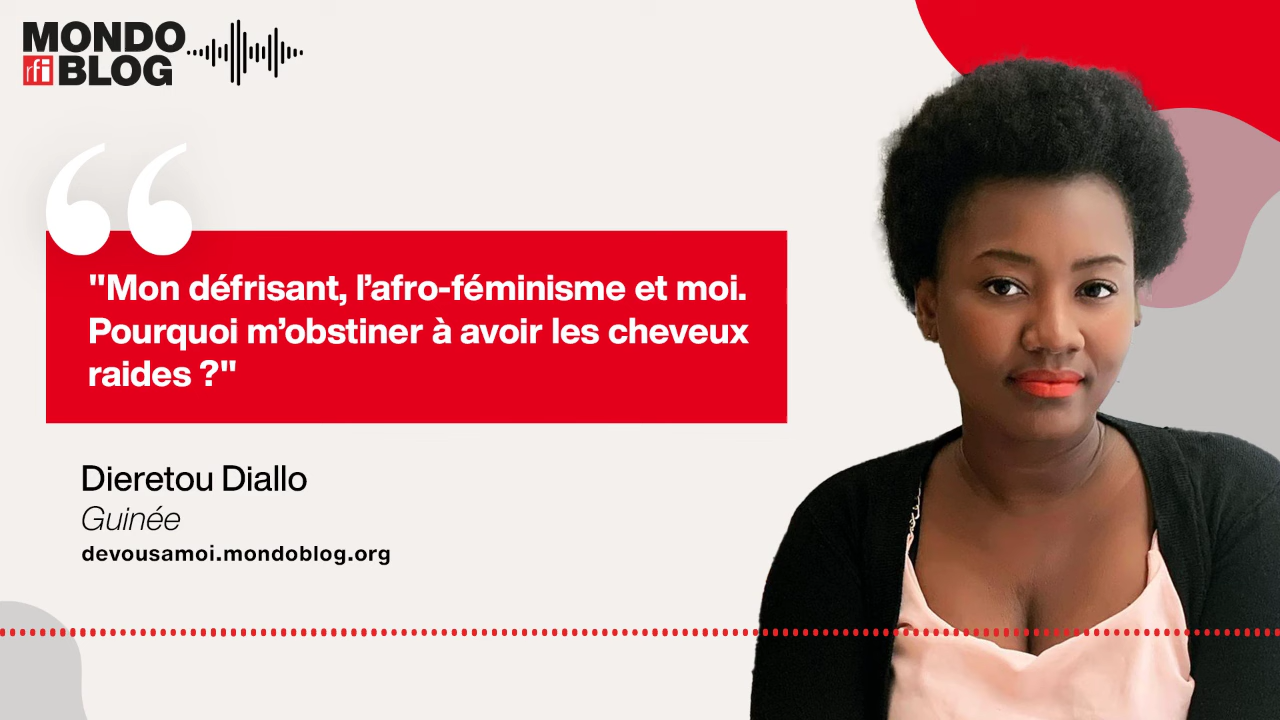 MONDO
rfi BLOG
"Mon défrisant, l’afro-féminisme et moi.
Pourquoi m’obstiner à avoir les cheveux
raides ?"
Dieretou Diallo
Guinée
devousamoi.mondoblog.org